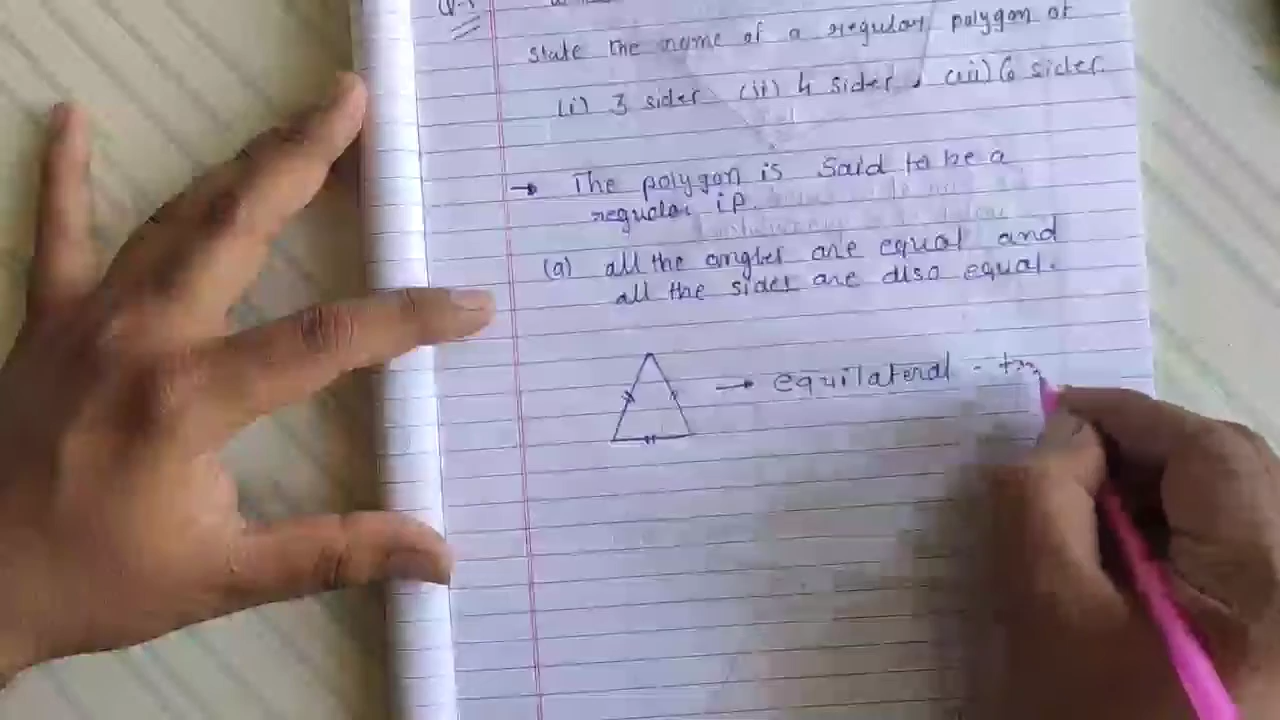 state the name of a regular polygon of
(i) 3 sides (ii) 4 sides, (iii) 6 sides.
→ The polygon is said to be a
regular if.
(a) all the angles are equal and
all the sides are also equal.
→ equilateral - tri